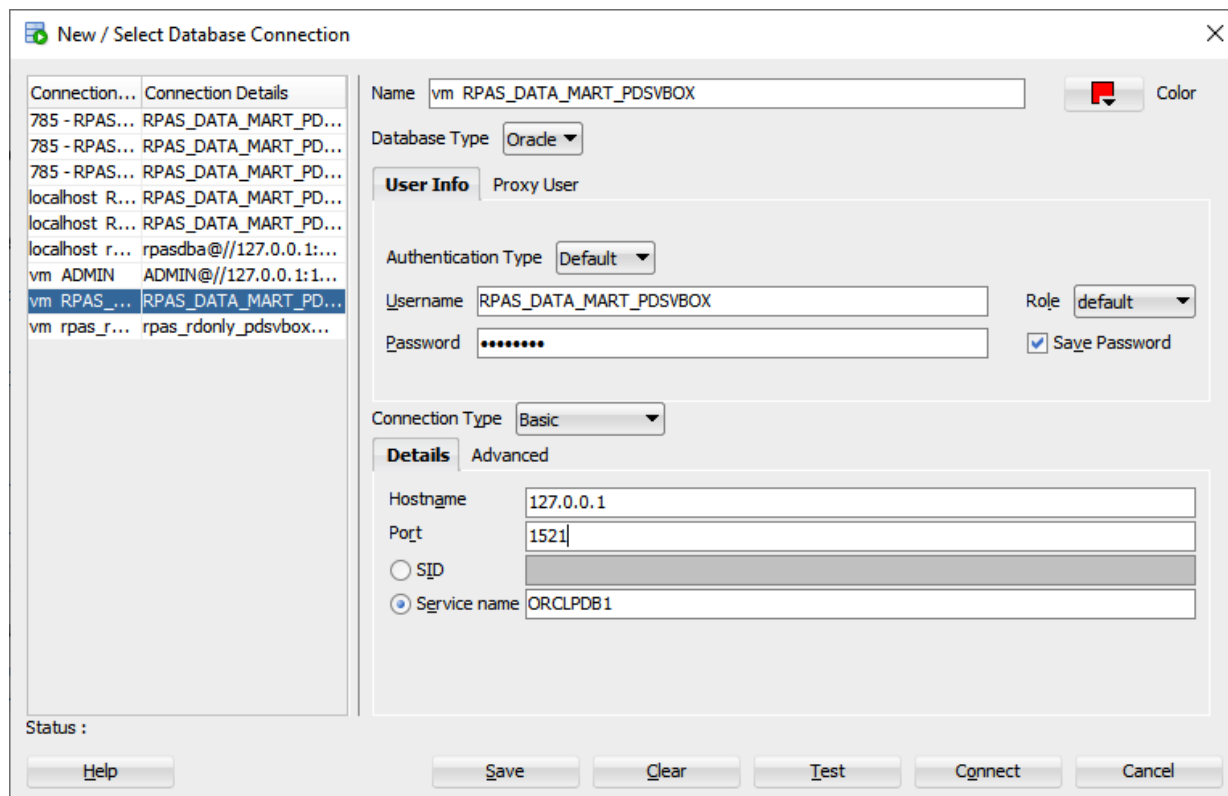 New / Select Database Connection
Connection... Connection Details
785 - RPAS... RPAS_DATA_MART_PD...
785 - RPAS... RPAS_DATA_MART_PD...
785 - RPAS... RPAS_DATA_MART_PD...
localhost R... RPAS_DATA_MART_PD...
localhost R... RPAS_DATA_MART_PD...
localhost r... rpasdba@//127.0.0.1:...
vm ADMIN ADMIN@//127.0.0.1:1...
vm RPAS_... RPAS_DATA_MART_PD...
vm rpas_r... rpas_rdonly_pdsvbox...
Status :
Name vm RPAS_DATA_MART_PDSVBOX Color
Database Type Oracle
User Info Proxy User
Authentication Type Default
Username RPAS_DATA_MART_PDSVBOX Role default
Password •••••••• Save Password
Connection Type Basic
Details Advanced
Hostname 127.0.0.1
Port 1521
SID
Service name ORCLPDB1
Help Save Clear Test Connect Cancel